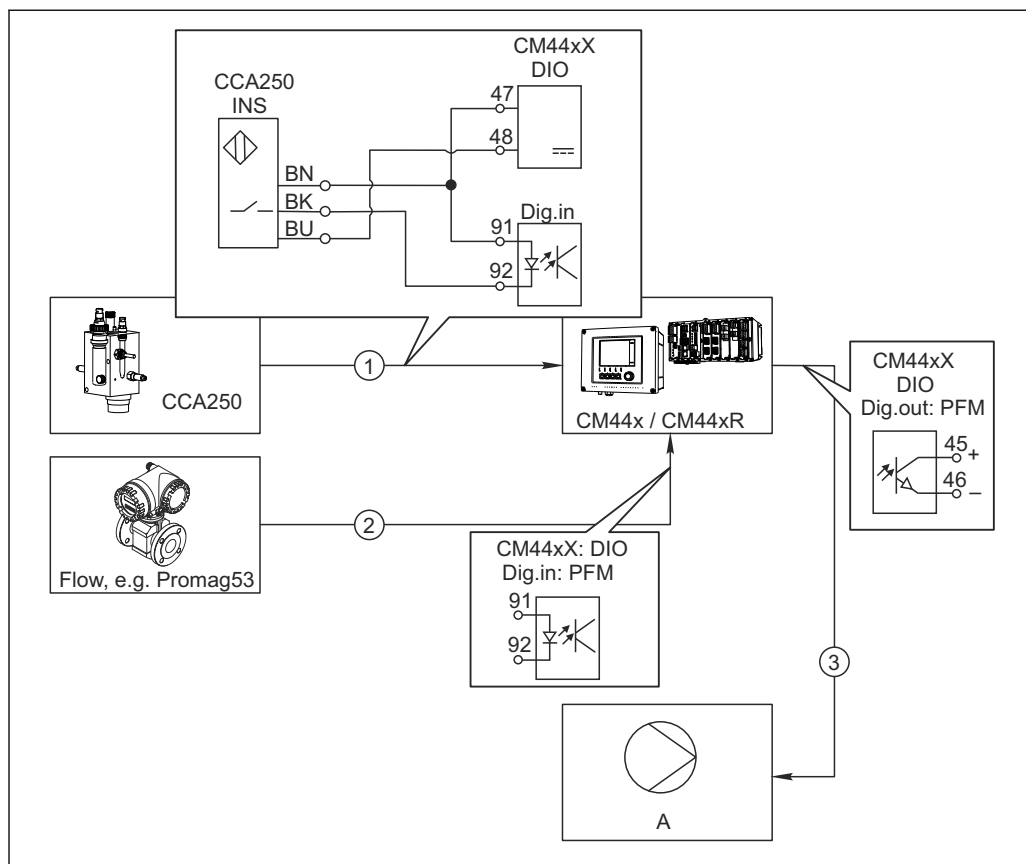 CM44xX
DIO
CCA250
INS
47
48
BN
BK
BU
Dig.in
91
92
1
CCA250
CM44x / CM44xR
CM44xX
DIO
Dig.out: PFM
45
+
46
–
2
Flow, e.g. Promag53
CM44xX: DIO
Dig.in: PFM
91
92
3
A